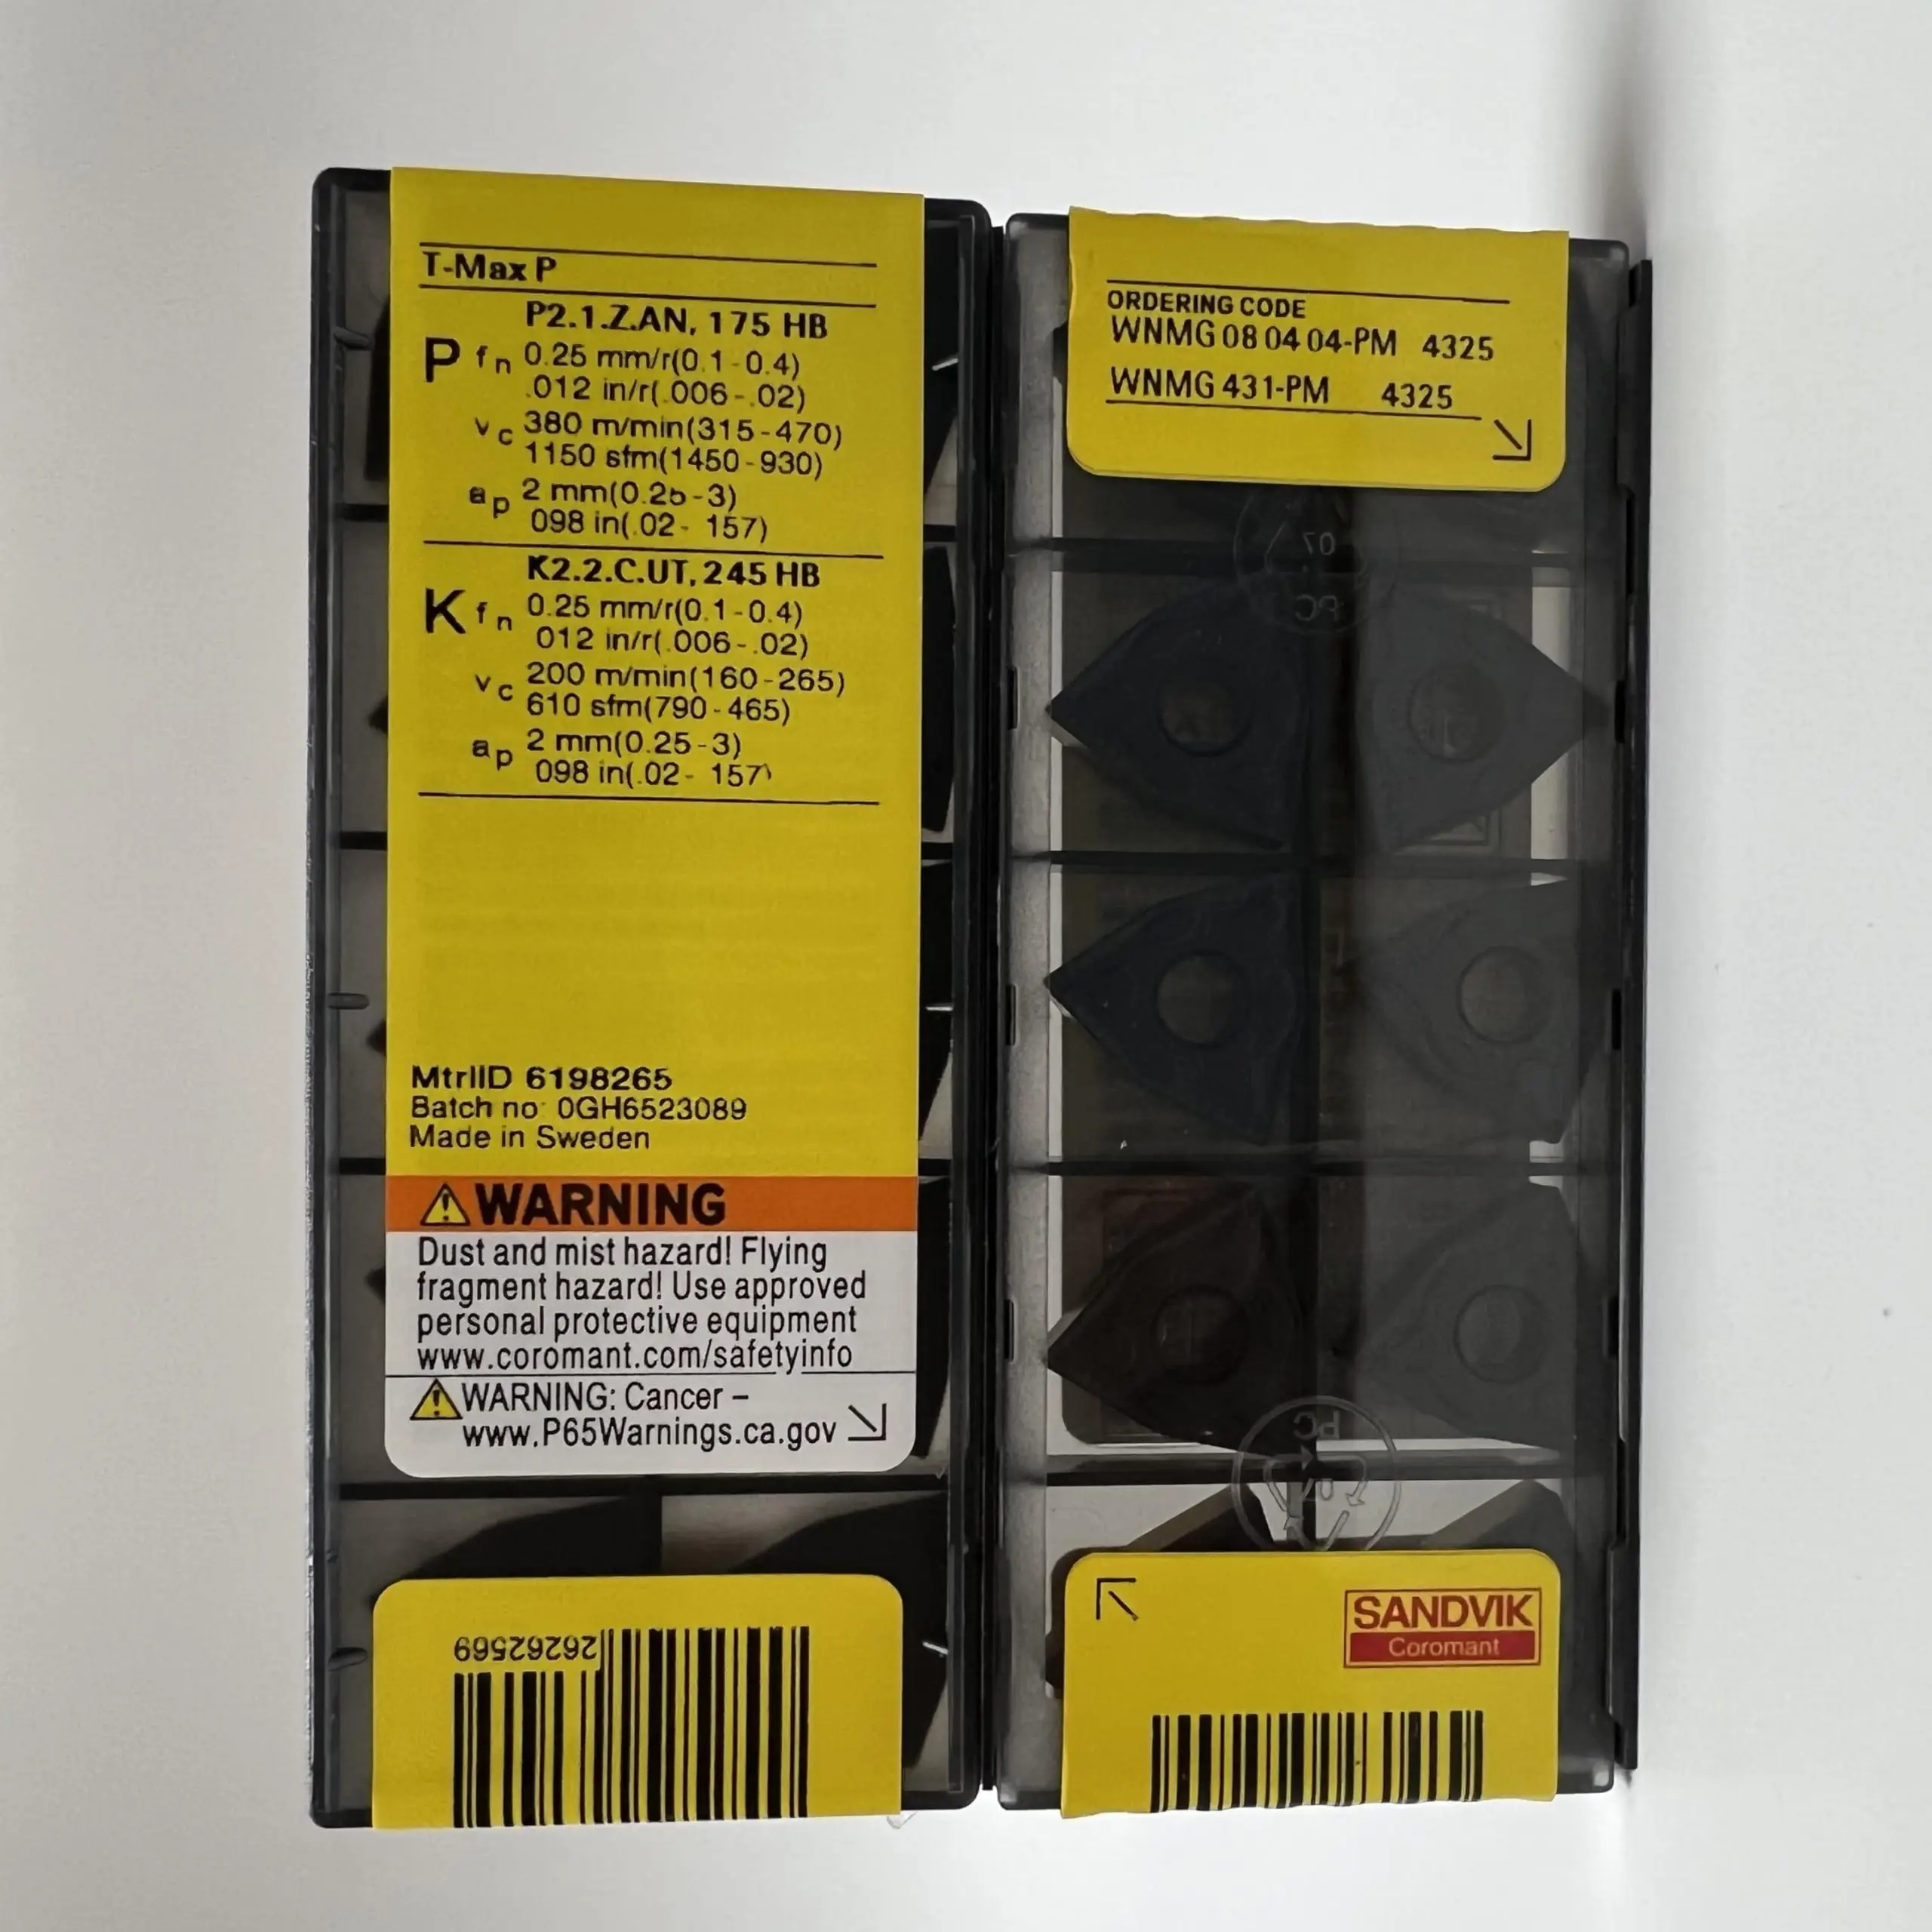 T-Max P
P2.1.Z.AN, 175 HB
P fn 0.25 mm/r(0.1-0.4)
.012 in/r(.006-.02)
vc 380 m/min(315-470)
1150 sfm(1450-930)
ap 2 mm(0.25-3)
098 in(.02- 157)
K2.2.C.UT, 245 HB
K fn 0.25 mm/r(0.1-0.4)
012 in/r(.006-.02)
vc 200 m/min(160-265)
610 sfm(790-465)
ap 2 mm(0.25-3)
098 in(.02- 157)
MtrlID 6198265
Batch no: 0GH6523089
Made in Sweden
WARNING
Dust and mist hazard! Flying
fragment hazard! Use approved
personal protective equipment
www.coromant.com/safetyinfo
WARNING: Cancer –
www.P65Warnings.ca.gov
26262569
ORDERING CODE
WNMG 08 04 04-PM 4325
WNMG 431-PM 4325
07
PC
PC
07
SANDVIK
Coromant